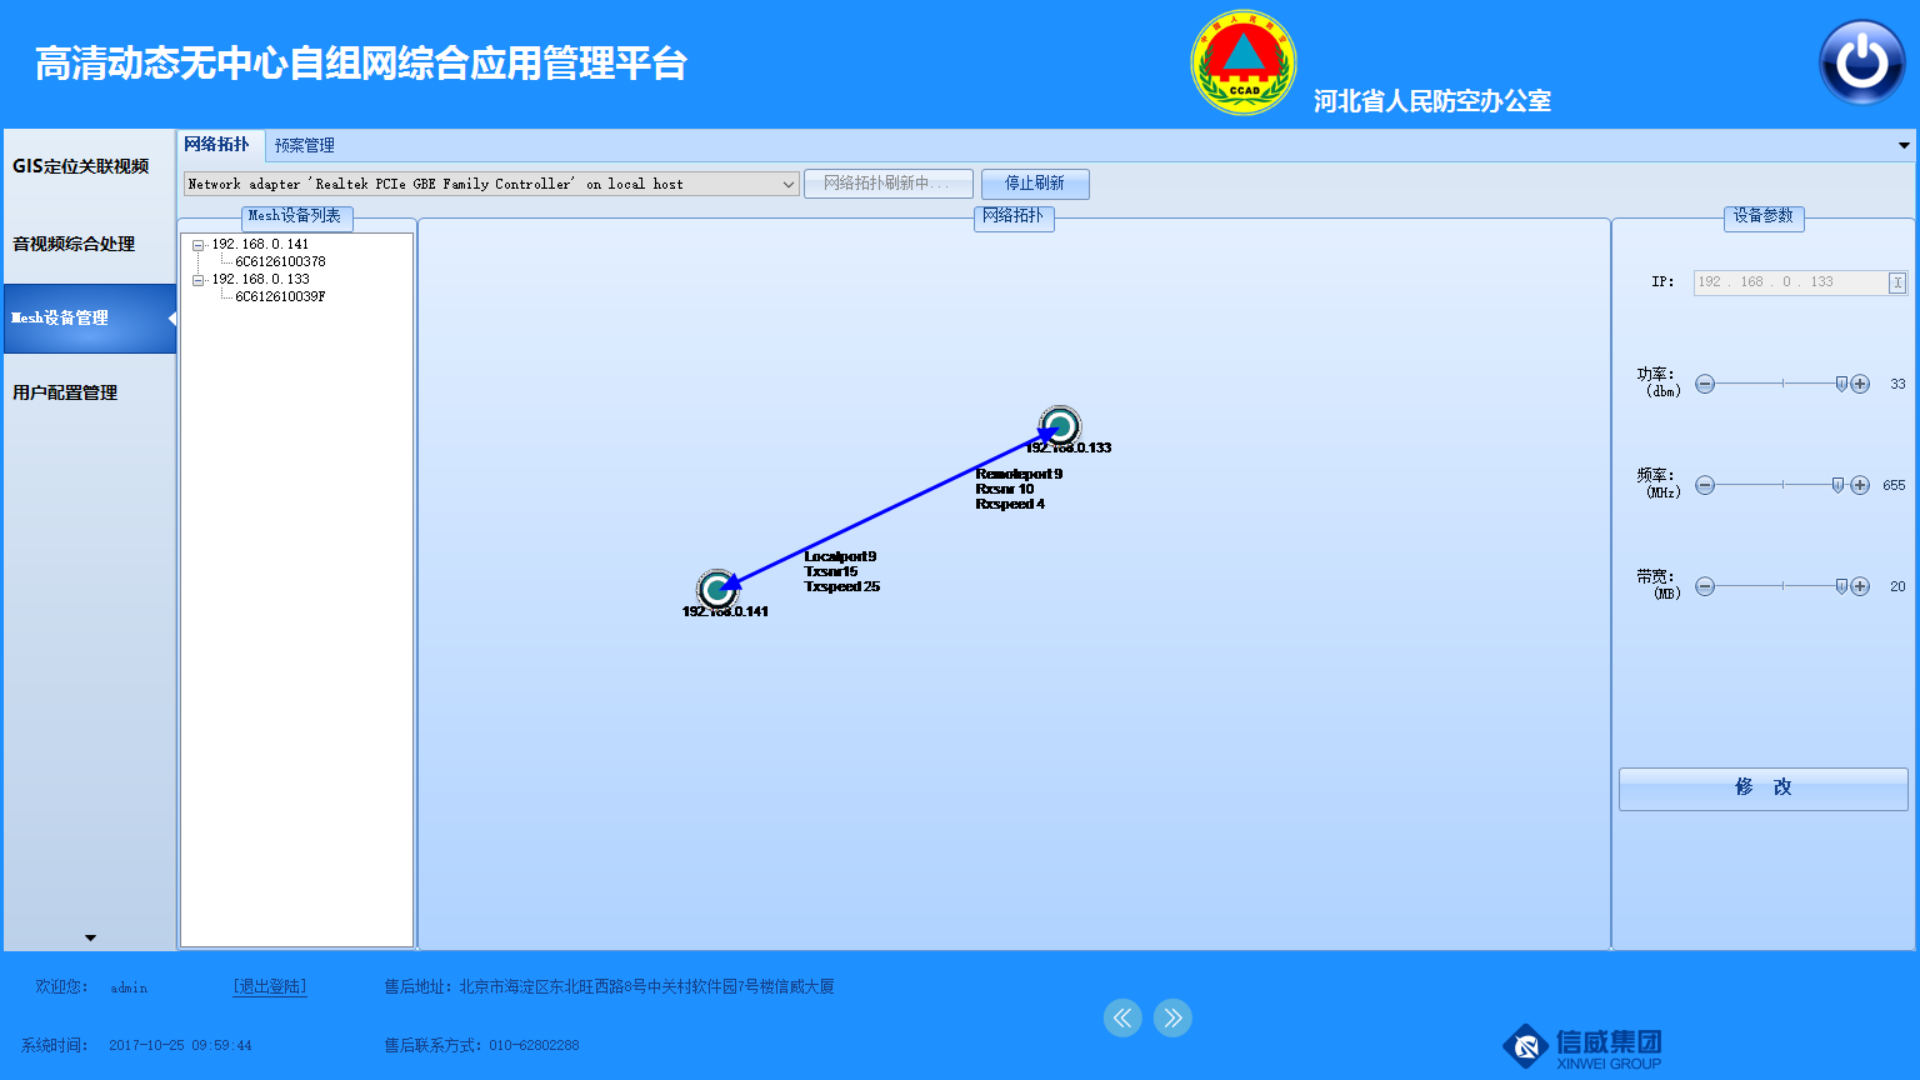 高清动态无中心自组网综合应用管理平台
CCAD
河北省人民防空办公室
GIS定位关联视频
音视频综合处理
Mesh设备管理
用户配置管理
网络拓扑 预案管理
Network adapter 'Realtek PCIe GBE Family Controller' on local host
网络拓扑刷新中...
停止刷新
Mesh设备列表
192.168.0.141
6C6126100378
192.168.0.133
6C612610039F
网络拓扑
192.168.0.133
Remoteport 9
Rxsnr 10
Rxspeed 4
Localport9
Txsnr15
Txspeed 25
192.168.0.141
设备参数
IP: 192 . 168 . 0 . 133
功率:
(dbm)
33
频率:
(MHz)
655
带宽:
(MB)
20
修 改
欢迎您: admin [退出登陆]
售后地址: 北京市海淀区东北旺西路8号中关村软件园7号楼信威大厦
系统时间: 2017-10-25 09:59:44
售后联系方式: 010-62802288
信威集团
XINWEI GROUP